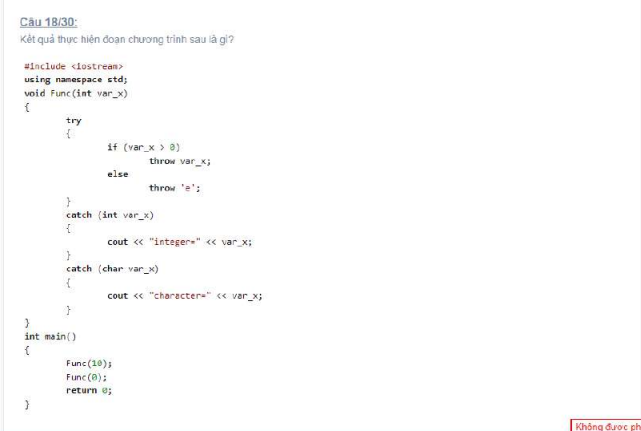 Câu 18/30:
Kết quả thực hiện đoạn chương trình sau là gì?
#include <iostream>
using namespace std;
void Func(int var_x)
{
try
{
if (var_x > 0)
throw var_x;
else
throw 'e';
}
catch (int var_x)
{
cout << "integer=" << var_x;
}
catch (char var_x)
{
cout << "character=" << var_x;
}
}
int main()
{
Func(10);
Func(0);
return 0;
}
Không được ph